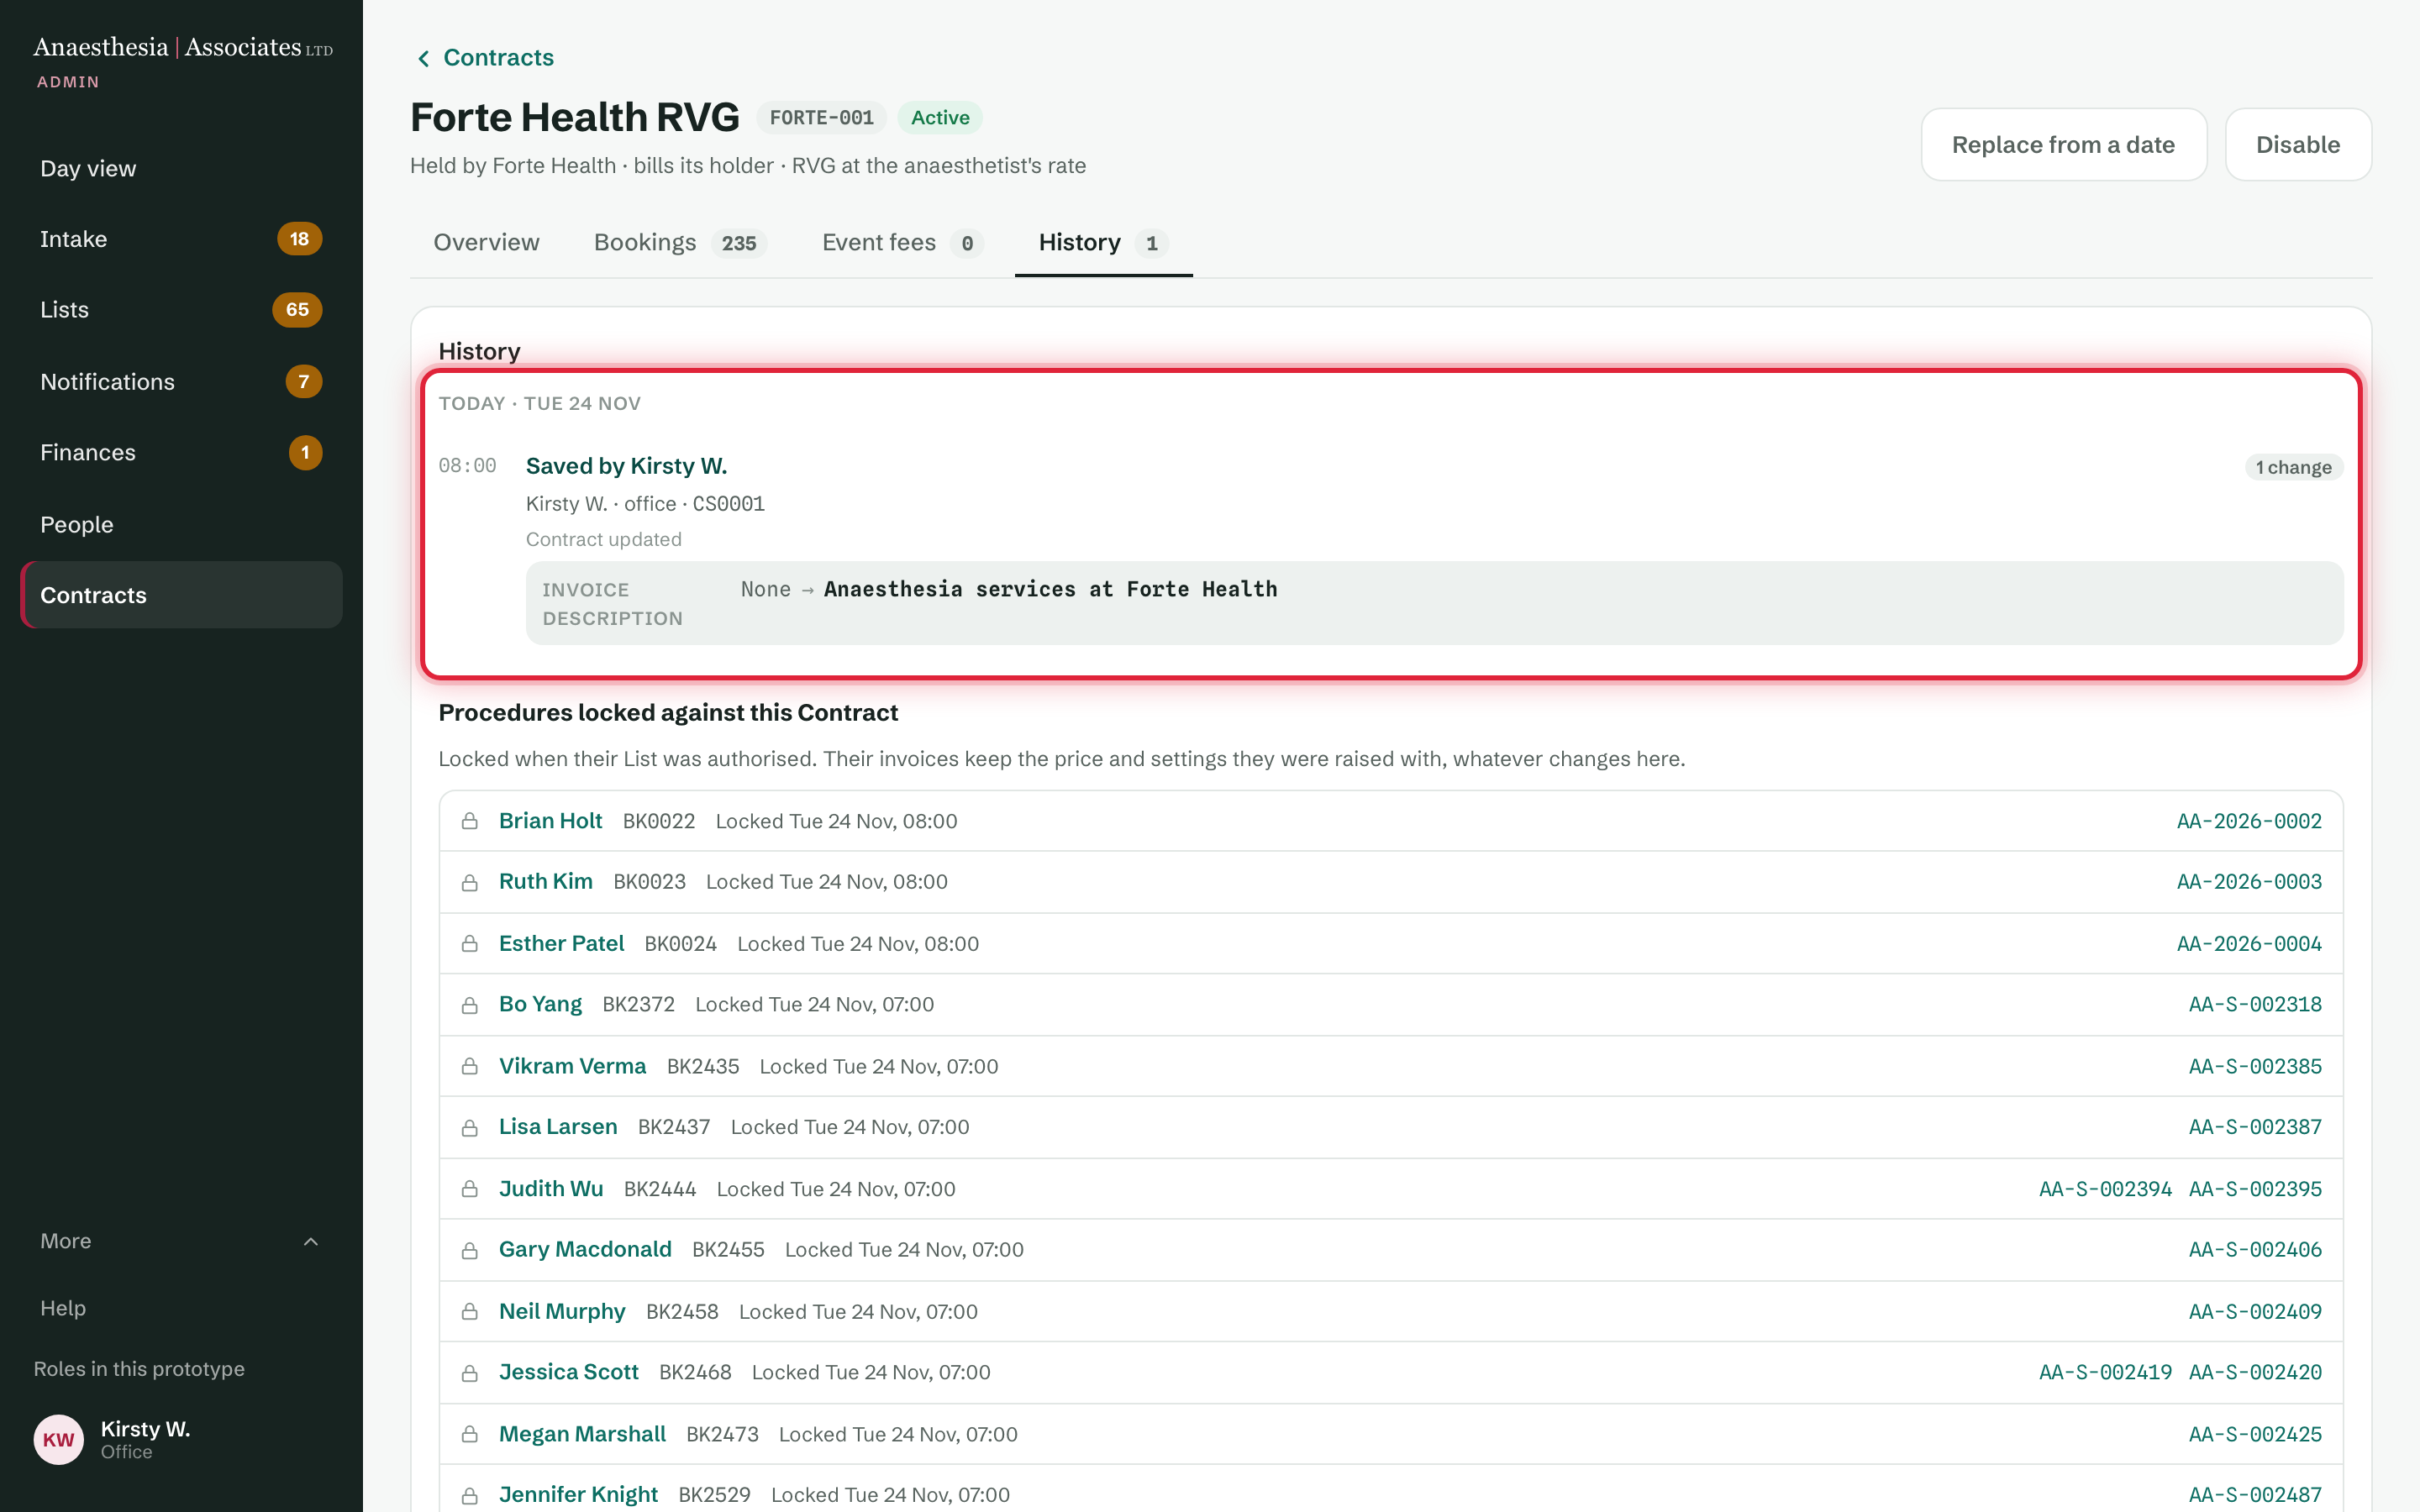 Anaesthesia | Associates LTD
ADMIN
Day view
Intake 18
Lists 65
Notifications 7
Finances 1
People
Contracts
More
Help
Roles in this prototype
KW Kirsty W.
Office
Contracts
Forte Health RVG FORTE-001 Active
Held by Forte Health · bills its holder · RVG at the anaesthetist's rate
Replace from a date Disable
Overview Bookings 235 Event fees 0 History 1
History
TODAY · TUE 24 NOV
08:00 Saved by Kirsty W. 1 change
Kirsty W. · office · CS0001
Contract updated
INVOICE DESCRIPTION None → Anaesthesia services at Forte Health
Procedures locked against this Contract
Locked when their List was authorised. Their invoices keep the price and settings they were raised with, whatever changes here.
Brian Holt BK0022 Locked Tue 24 Nov, 08:00 AA-2026-0002
Ruth Kim BK0023 Locked Tue 24 Nov, 08:00 AA-2026-0003
Esther Patel BK0024 Locked Tue 24 Nov, 08:00 AA-2026-0004
Bo Yang BK2372 Locked Tue 24 Nov, 07:00 AA-S-002318
Vikram Verma BK2435 Locked Tue 24 Nov, 07:00 AA-S-002385
Lisa Larsen BK2437 Locked Tue 24 Nov, 07:00 AA-S-002387
Judith Wu BK2444 Locked Tue 24 Nov, 07:00 AA-S-002394 AA-S-002395
Gary Macdonald BK2455 Locked Tue 24 Nov, 07:00 AA-S-002406
Neil Murphy BK2458 Locked Tue 24 Nov, 07:00 AA-S-002409
Jessica Scott BK2468 Locked Tue 24 Nov, 07:00 AA-S-002419 AA-S-002420
Megan Marshall BK2473 Locked Tue 24 Nov, 07:00 AA-S-002425
Jennifer Knight BK2529 Locked Tue 24 Nov, 07:00 AA-S-002487